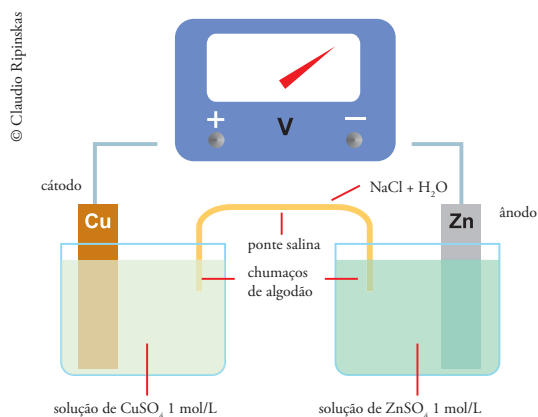 © Claudio Ripinskas
+
V
–
cátodo
NaCl + H₂O
ânodo
Cu
Zn
ponte salina
chumaços
de algodão
solução de CuSO₄ 1 mol/L
solução de ZnSO₄ 1 mol/L